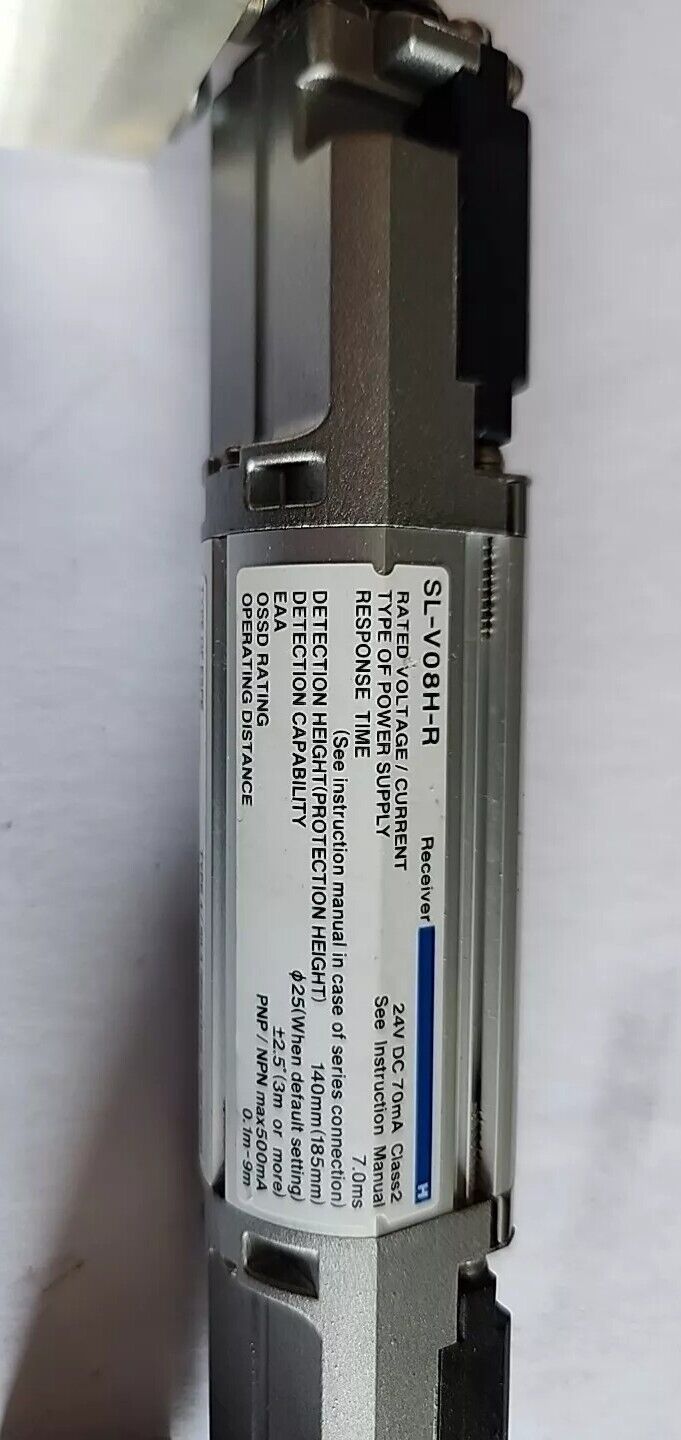 SL-V08H-R Receiver H
RATED VOLTAGE / CURRENT 24V DC 70mA Class2
TYPE OF POWER SUPPLY See Instruction Manual
RESPONSE TIME 7.0ms
(See instruction manual in case of series connection)
DETECTION HEIGHT(PROTECTION HEIGHT) 140mm(185mm)
DETECTION CAPABILITY ϕ25(When default setting)
EAA ±2.5°(3m or more)
OSSD RATING PNP / NPN max500mA
OPERATING DISTANCE 0.1m-9m